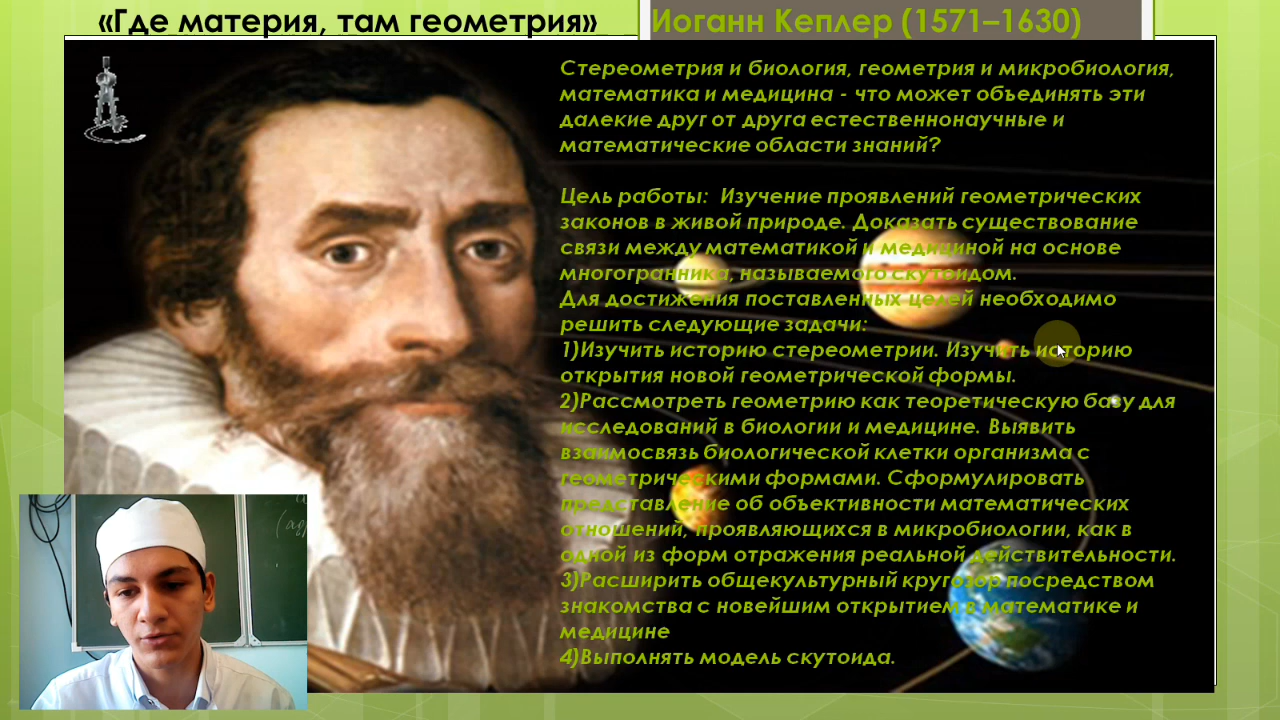 «Где материя, там геометрия»
Иоганн Кеплер (1571–1630)
Стереометрия и биология, геометрия и микробиология,
математика и медицина - что может объединять эти
далекие друг от друга естественнонаучные и
математические области знаний?
Цель работы: Изучение проявлений геометрических
законов в живой природе. Доказать существование
связи между математикой и медициной на основе
многогранника, называемого скутоидом.
Для достижения поставленных целей необходимо
решить следующие задачи:
1)Изучить историю стереометрии. Изучить историю
открытия новой геометрической формы.
2)Рассмотреть геометрию как теоретическую базу для
исследований в биологии и медицине. Выявить
взаимосвязь биологической клетки организма с
геометрическими формами. Сформулировать
представление об объективности математических
отношений, проявляющихся в микробиологии, как в
одной из форм отражения реальной действительности.
3)Расширить общекультурный кругозор посредством
знакомства с новейшим открытием в математике и
медицине
4)Выполнять модель скутоида.